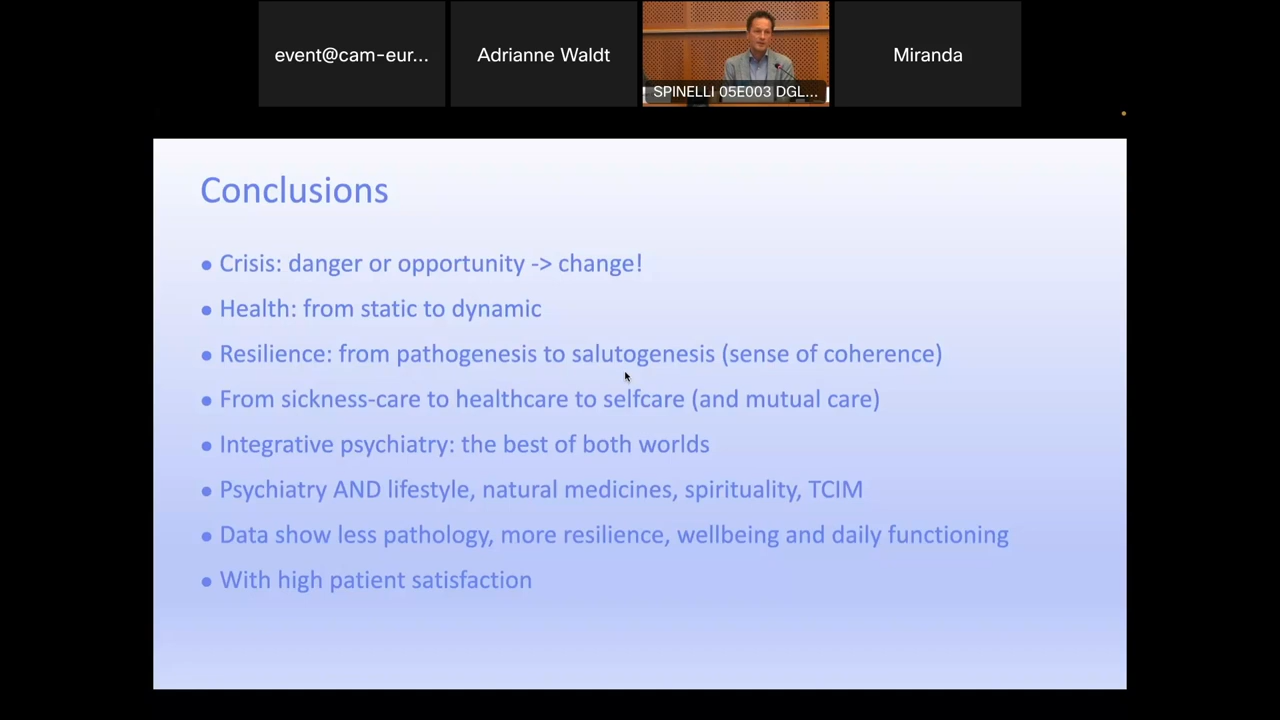 event@cam-eur...
Adrianne Waldt
SPINELLI 05E003 DGL...
Miranda
Conclusions
• Crisis: danger or opportunity -> change!
• Health: from static to dynamic
• Resilience: from pathogenesis to salutogenesis (sense of coherence)
• From sickness-care to healthcare to selfcare (and mutual care)
• Integrative psychiatry: the best of both worlds
• Psychiatry AND lifestyle, natural medicines, spirituality, TCIM
• Data show less pathology, more resilience, wellbeing and daily functioning
• With high patient satisfaction